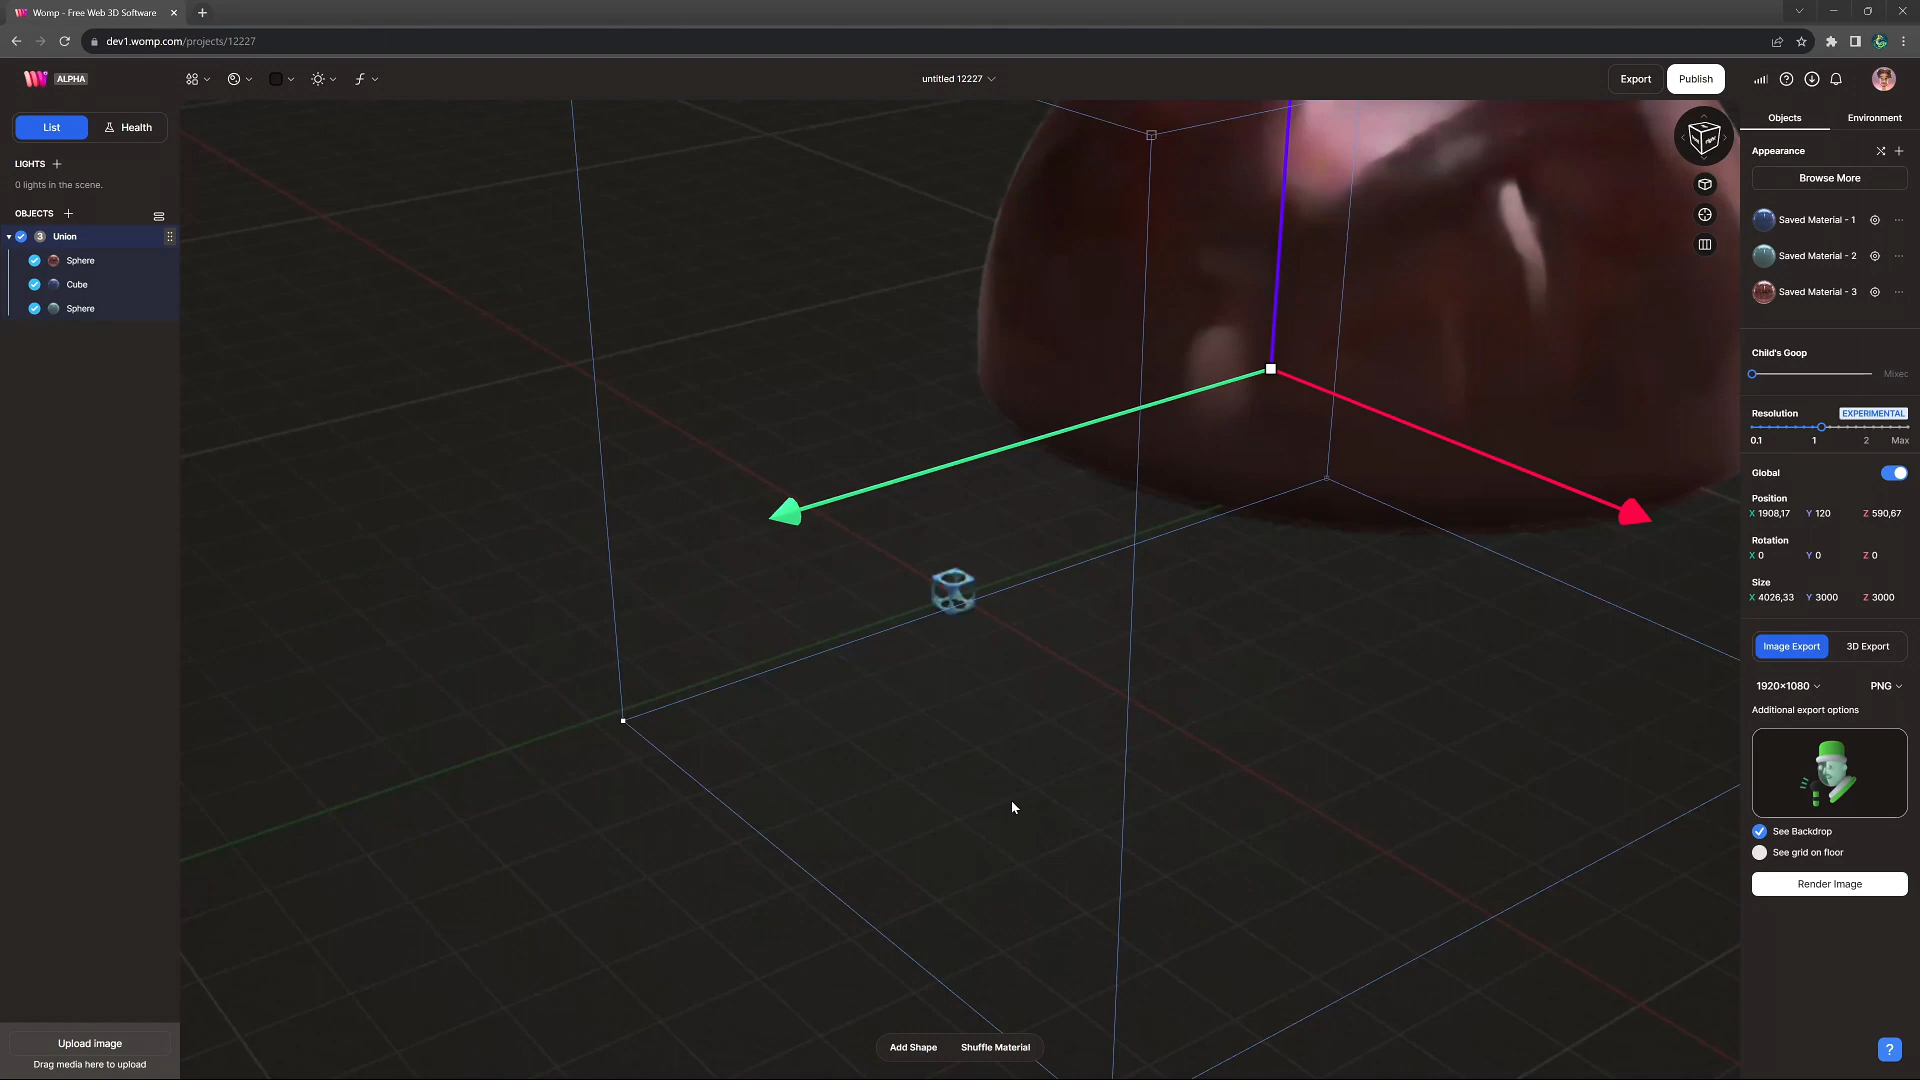 Womp - Free Web 3D Software
dev1.womp.com/projects/12227
ALPHA
untitled 12227
Export
Publish
List
Health
LIGHTS
0 lights in the scene.
OBJECTS
3 Union
Sphere
Cube
Sphere
Upload image
Drag media here to upload
Add Shape
Shuffle Material
Objects
Environment
Appearance
Browse More
Saved Material - 1
Saved Material - 2
Saved Material - 3
Child's Goop
Mixec
Resolution
EXPERIMENTAL
0.1 1 2 Max
Global
Position
X 1908,17 Y 120 Z 590,67
Rotation
X 0 Y 0 Z 0
Size
X 4026,33 Y 3000 Z 3000
Image Export
3D Export
1920×1080
PNG
Additional export options
See Backdrop
See grid on floor
Render Image
?